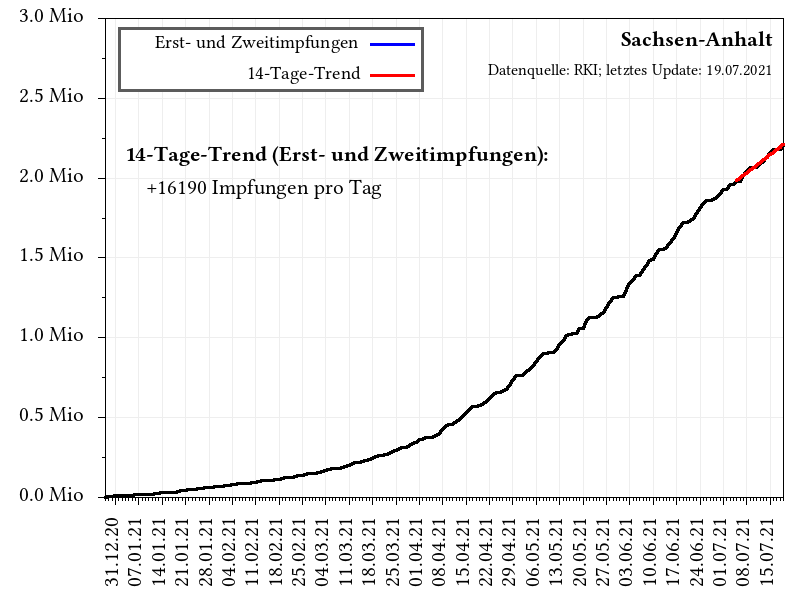 3.0 Mio
2.5 Mio
2.0 Mio
1.5 Mio
1.0 Mio
0.5 Mio
0.0 Mio
Erst- und Zweitimpfungen
14-Tage-Trend
Sachsen-Anhalt
Datenquelle: RKI; letztes Update: 19.07.2021
14-Tage-Trend (Erst- und Zweitimpfungen):
+16190 Impfungen pro Tag
31.12.20
07.01.21
14.01.21
21.01.21
28.01.21
04.02.21
11.02.21
18.02.21
25.02.21
04.03.21
11.03.21
18.03.21
25.03.21
01.04.21
08.04.21
15.04.21
22.04.21
29.04.21
06.05.21
13.05.21
20.05.21
27.05.21
03.06.21
10.06.21
17.06.21
24.06.21
01.07.21
08.07.21
15.07.21